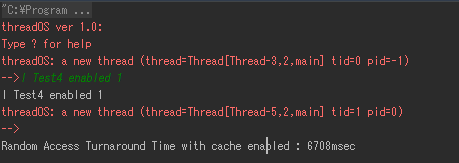 "C:¥Program ...
threadOS ver 1.0:
Type ? for help
threadOS: a new thread (thread=Thread[Thread-3,2,main] tid=0 pid=-1)
-->l Test4 enabled 1
l Test4 enabled 1
threadOS: a new thread (thread=Thread[Thread-5,2,main] tid=1 pid=0)
-->
Random Access Turnaround Time with cache enabled : 6708msec